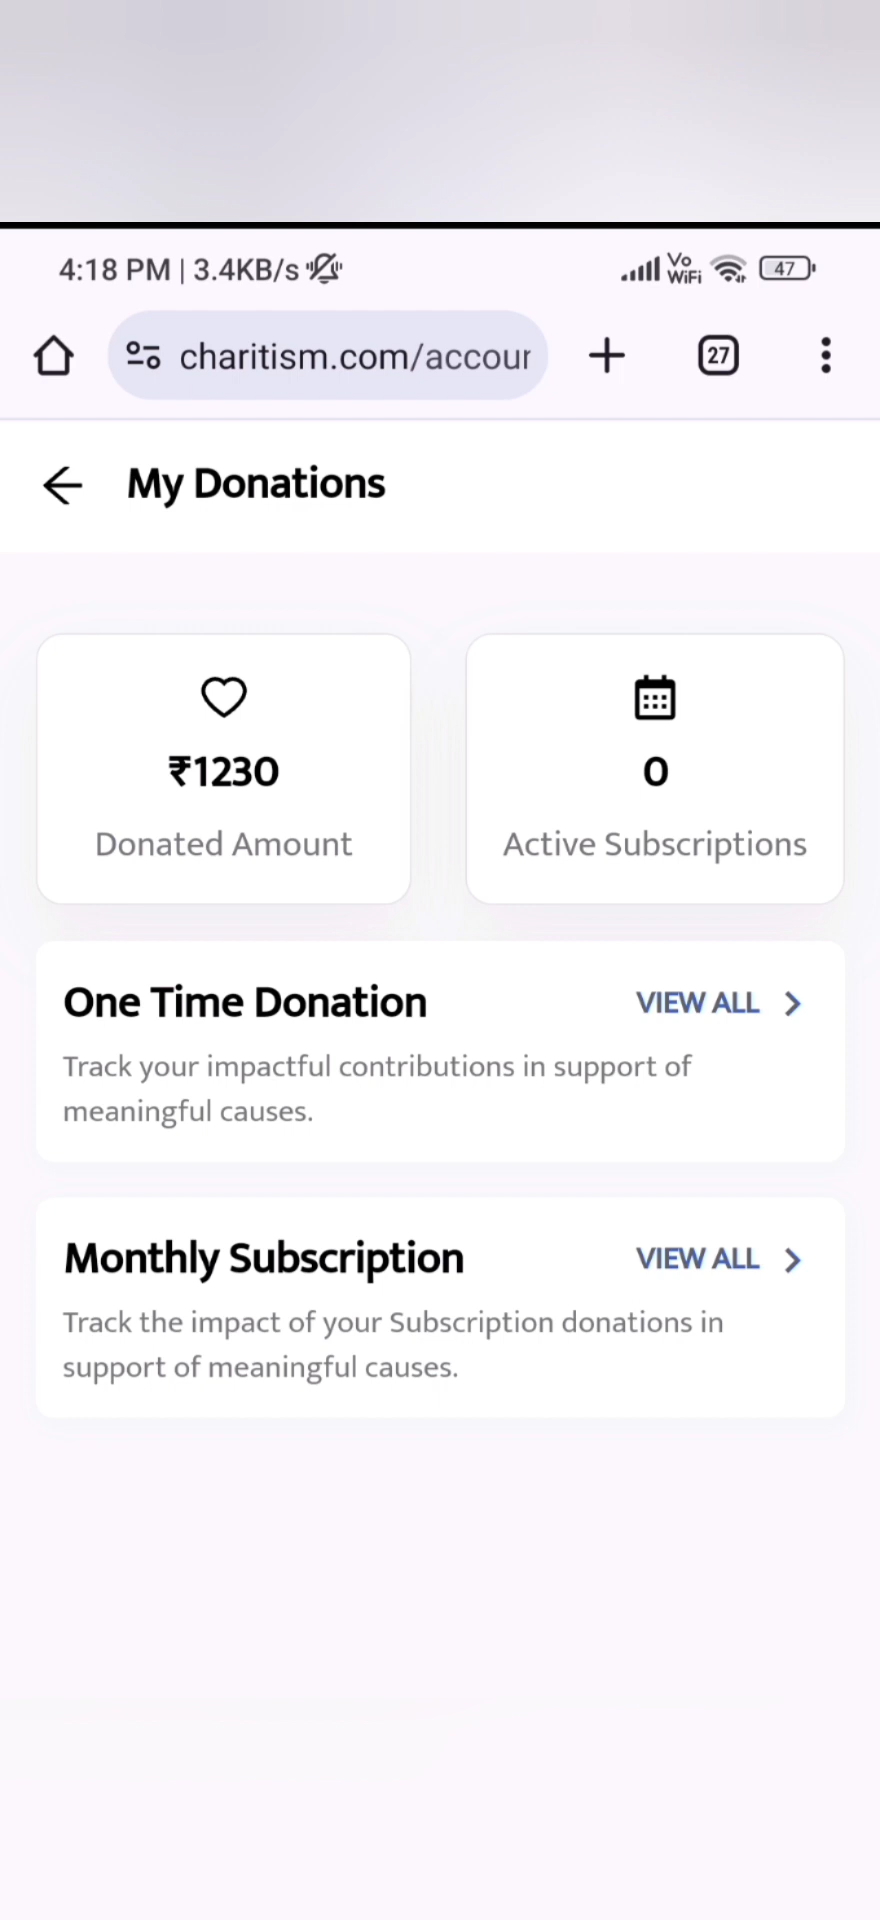 4:18 PM | 3.4KB/s
Vo
WiFi
47
charitism.com/accour
27
My Donations
₹1230
Donated Amount
0
Active Subscriptions
One Time Donation
VIEW ALL
Track your impactful contributions in support of
meaningful causes.
Monthly Subscription
VIEW ALL
Track the impact of your Subscription donations in
support of meaningful causes.